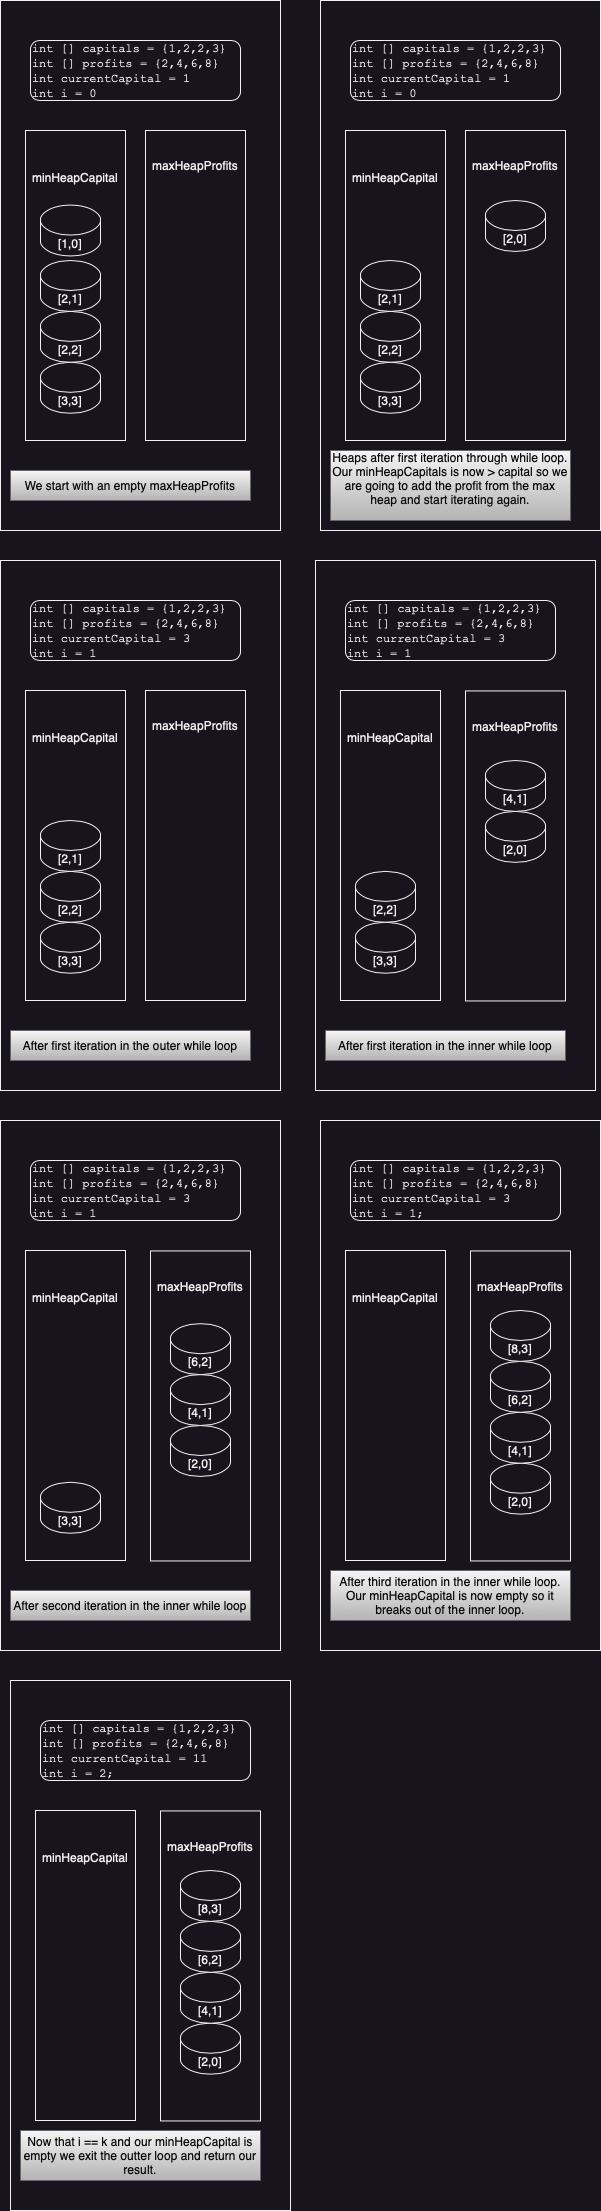 int [] capitals = {1,2,2,3}
int [] profits = {2,4,6,8}
int currentCapital = 1
int i = 0
minHeapCapital
maxHeapProfits
[1,0]
[2,1]
[2,2]
[3,3]
We start with an empty maxHeapProfits
int [] capitals = {1,2,2,3}
int [] profits = {2,4,6,8}
int currentCapital = 1
int i = 0
minHeapCapital
maxHeapProfits
[2,0]
[2,1]
[2,2]
[3,3]
Heaps after first iteration through while loop.
Our minHeapCapitals is now > capital so we
are going to add the profit from the max
heap and start iterating again.
int [] capitals = {1,2,2,3}
int [] profits = {2,4,6,8}
int currentCapital = 3
int i = 1
minHeapCapital
maxHeapProfits
[2,1]
[2,2]
[3,3]
After first iteration in the outer while loop
int [] capitals = {1,2,2,3}
int [] profits = {2,4,6,8}
int currentCapital = 3
int i = 1
minHeapCapital
maxHeapProfits
[4,1]
[2,0]
[2,2]
[3,3]
After first iteration in the inner while loop
int [] capitals = {1,2,2,3}
int [] profits = {2,4,6,8}
int currentCapital = 3
int i = 1
minHeapCapital
maxHeapProfits
[6,2]
[4,1]
[2,0]
[3,3]
After second iteration in the inner while loop
int [] capitals = {1,2,2,3}
int [] profits = {2,4,6,8}
int currentCapital = 3
int i = 1;
minHeapCapital
maxHeapProfits
[8,3]
[6,2]
[4,1]
[2,0]
After third iteration in the inner while loop.
Our minHeapCapital is now empty so it
breaks out of the inner loop.
int [] capitals = {1,2,2,3}
int [] profits = {2,4,6,8}
int currentCapital = 11
int i = 2;
minHeapCapital
maxHeapProfits
[8,3]
[6,2]
[4,1]
[2,0]
Now that i == k and our minHeapCapital is
empty we exit the outter loop and return our
result.